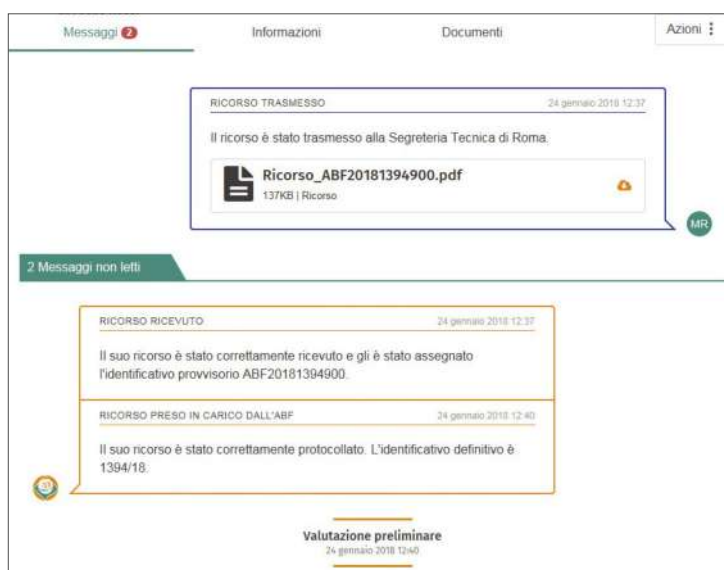 Messaggi 2
Informazioni
Documenti
Azioni
RICORSO TRASMESSO
24 gennaio 2018 12:37
Il ricorso è stato trasmesso alla Segreteria Tecnica di Roma.
Ricorso_ABF20181394900.pdf
137KB | Ricorso
MR
2 Messaggi non letti
RICORSO RICEVUTO
24 gennaio 2018 12:37
Il suo ricorso è stato correttamente ricevuto e gli è stato assegnato
l'identificativo provvisorio ABF20181394900.
RICORSO PRESO IN CARICO DALL'ABF
24 gennaio 2018 12:40
Il suo ricorso è stato correttamente protocollato. L'identificativo definitivo è
1394/18.
Valutazione preliminare
24 gennaio 2018 12:40